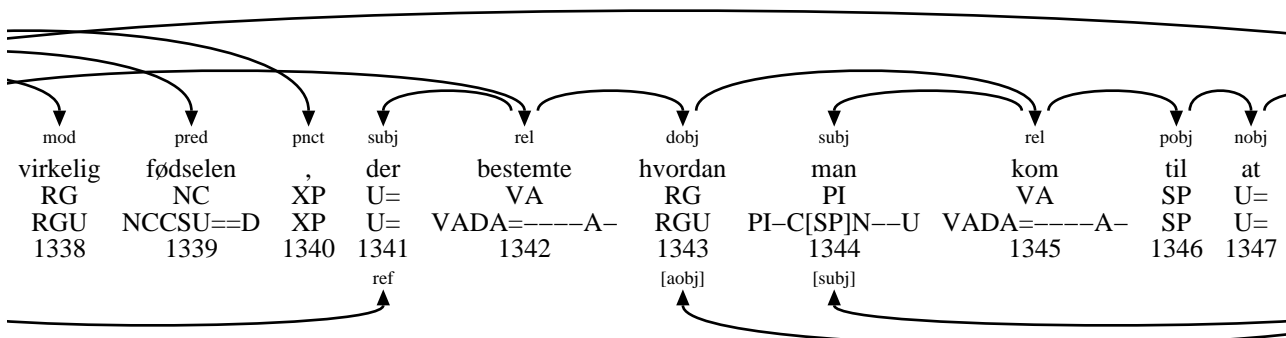 mod pred pnct subj rel dobj subj rel pobj nobj
virkelig fødselen , der bestemte hvordan man kom til at
RG NC XP U= VA RG PI VA SP U=
RGU NCCSU==D XP U= VADA=−−−−A− RGU PI−C[SP]N−−U VADA=−−−−A− SP U=
1338 1339 1340 1341 1342 1343 1344 1345 1346 1347
ref [aobj] [subj]